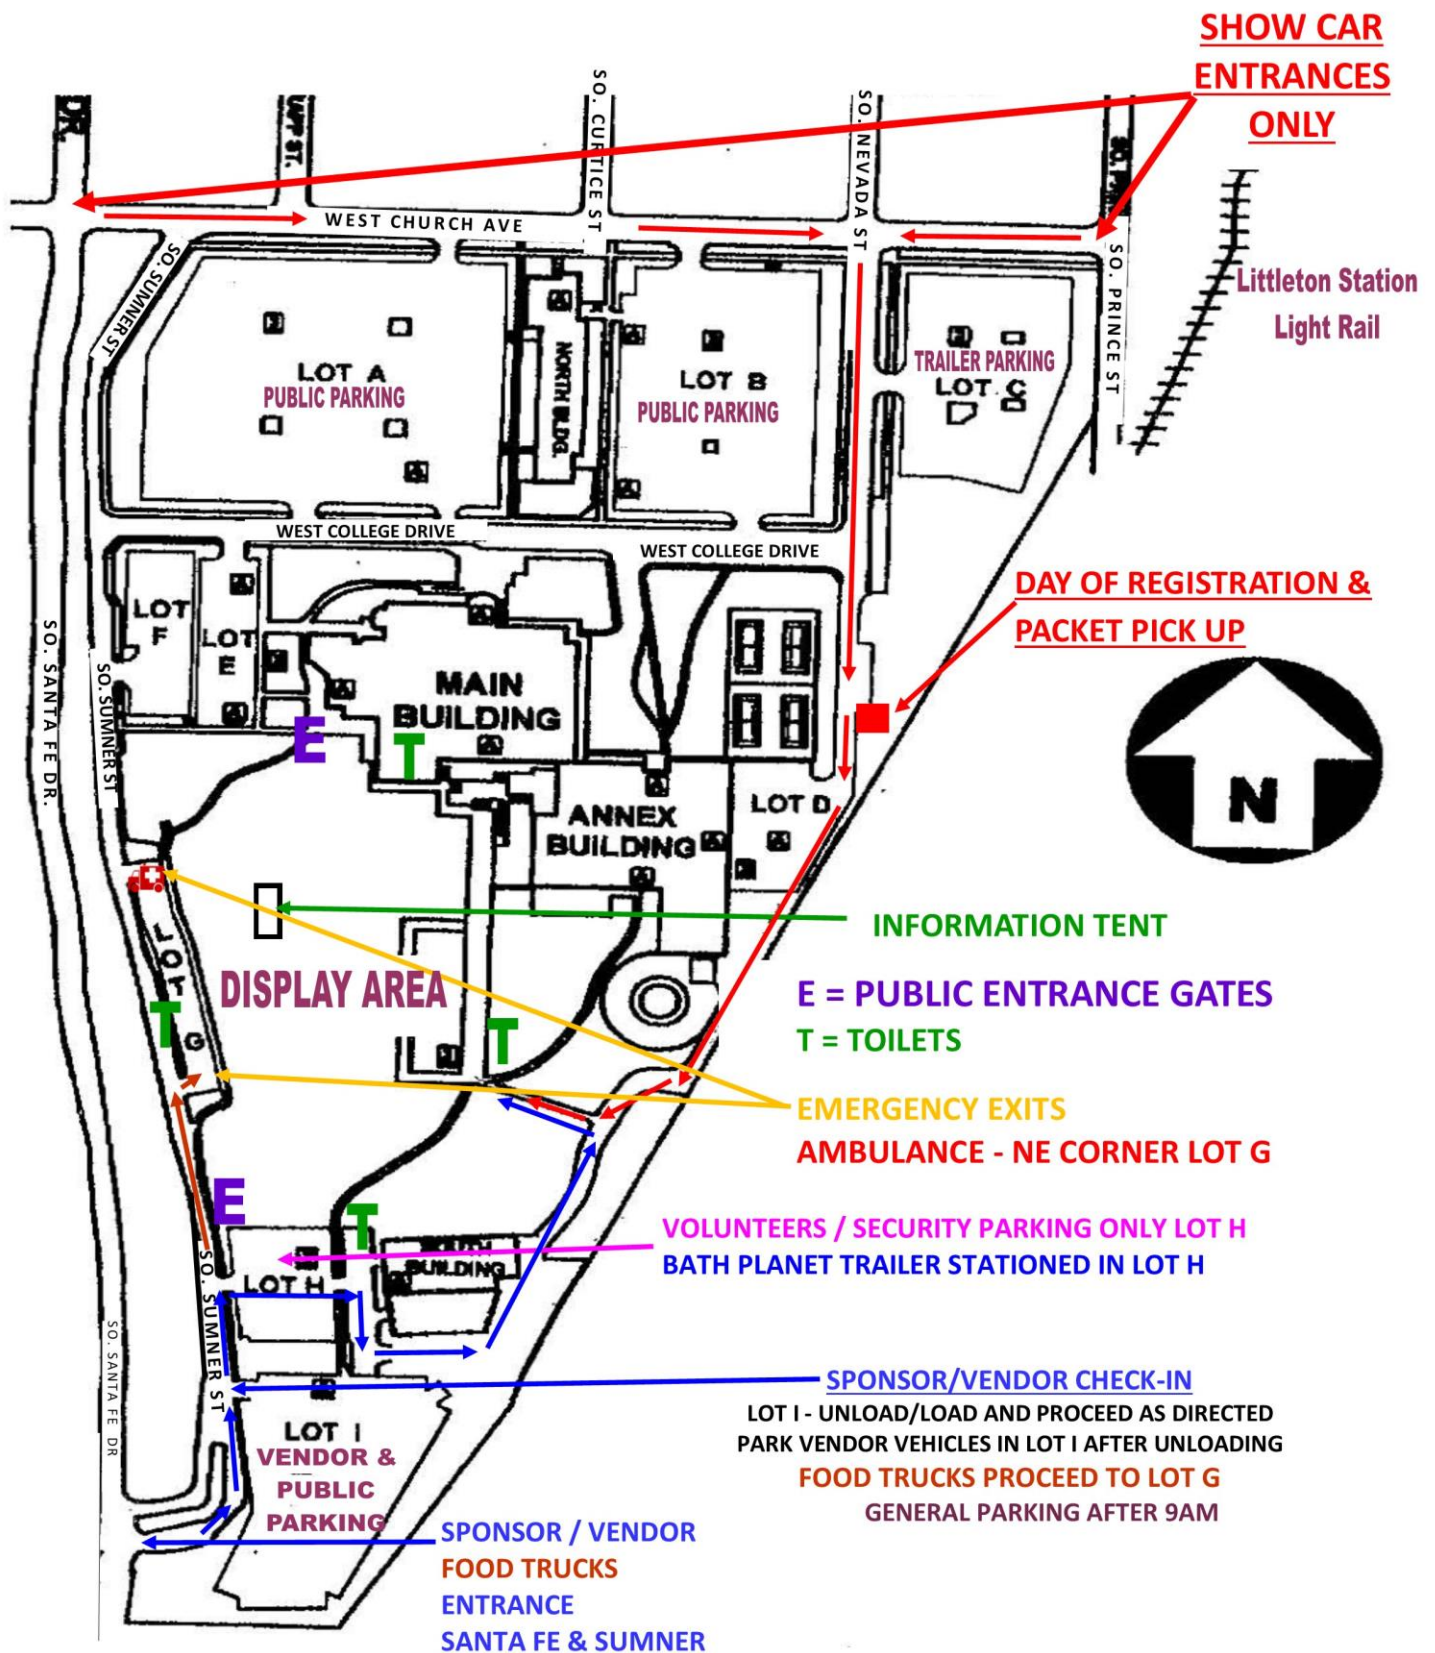 SHOW CAR
ENTRANCES
ONLY
DR.
RAPP ST.
SO. CURTICE ST
SO. NEVADA ST
WEST CHURCH AVE
SO. SUMNER ST
SO. PRINCE ST
Littleton Station
Light Rail
LOT A
PUBLIC PARKING
NORTH BLDG.
LOT B
PUBLIC PARKING
TRAILER PARKING
LOT C
WEST COLLEGE DRIVE
WEST COLLEGE DRIVE
DAY OF REGISTRATION &
PACKET PICK UP
LOT
F
LOT
E
SO. SANTA FE DR.
SO. SUMNER ST
MAIN
BUILDING
E
T
N
ANNEX
BUILDING
LOT D
INFORMATION TENT
LOT G
DISPLAY AREA
E = PUBLIC ENTRANCE GATES
T = TOILETS
T
T
EMERGENCY EXITS
AMBULANCE - NE CORNER LOT G
E
T
VOLUNTEERS / SECURITY PARKING ONLY LOT H
BATH PLANET TRAILER STATIONED IN LOT H
SOUTH
BUILDING
LOT H
SO. SUMNER ST
SO. SANTA FE DR
SPONSOR/VENDOR CHECK-IN
LOT I - UNLOAD/LOAD AND PROCEED AS DIRECTED
PARK VENDOR VEHICLES IN LOT I AFTER UNLOADING
FOOD TRUCKS PROCEED TO LOT G
GENERAL PARKING AFTER 9AM
LOT I
VENDOR &
PUBLIC
PARKING
SPONSOR / VENDOR
FOOD TRUCKS
ENTRANCE
SANTA FE & SUMNER